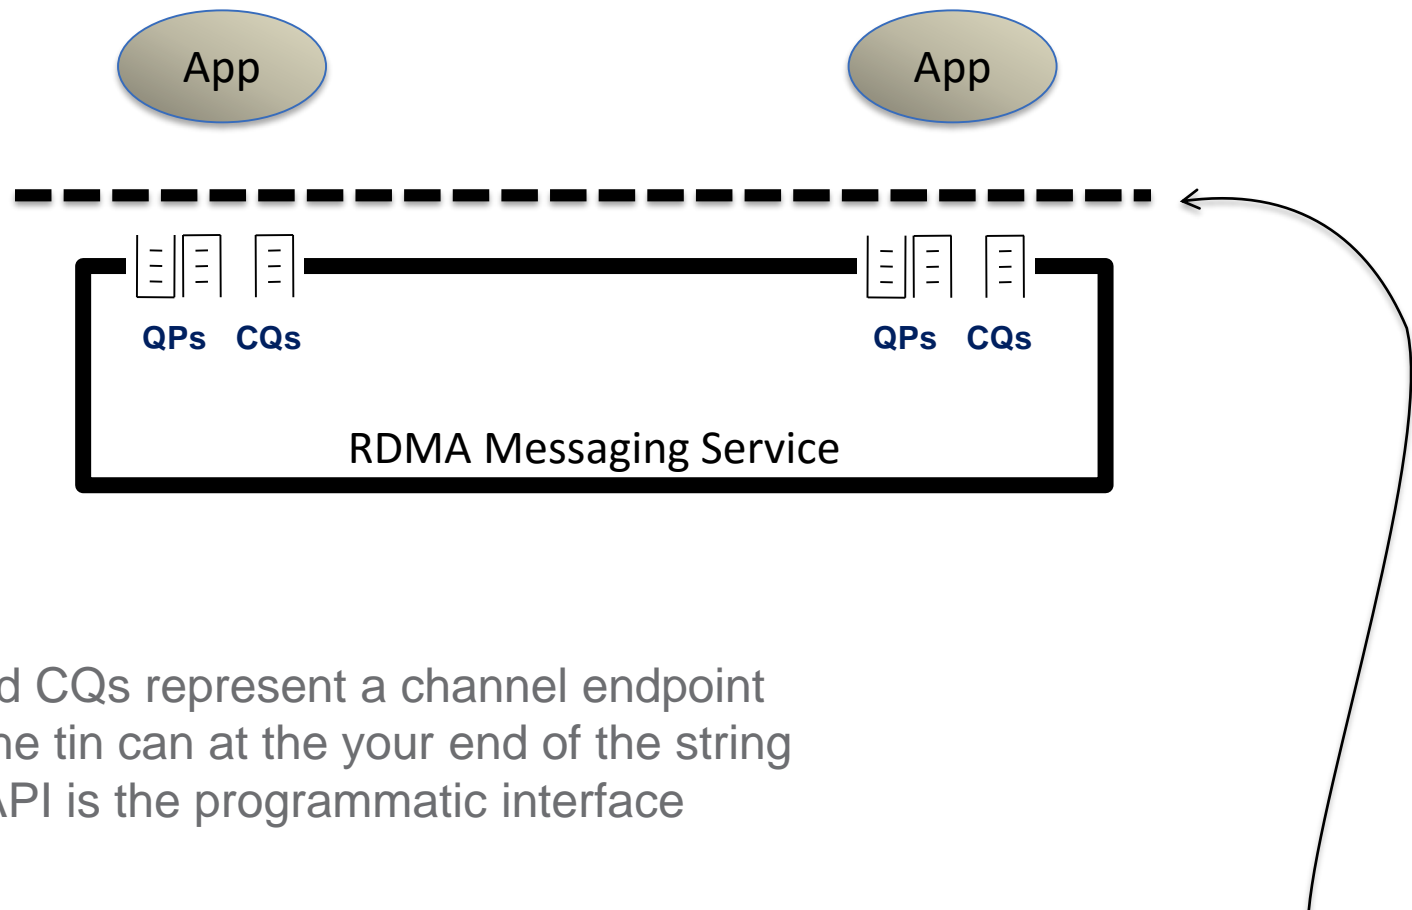 App App
QPs CQs QPs CQs
RDMA Messaging Service
d CQs represent a channel endpoint
ne tin can at the your end of the string
API is the programmatic interface